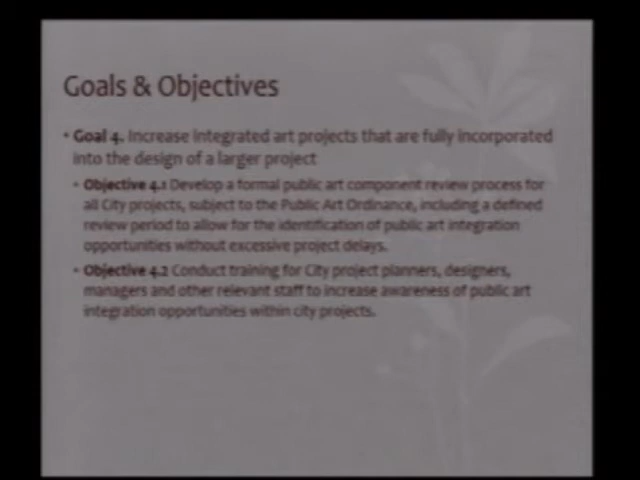 Goals & Objectives
• Goal 4. Increase integrated art projects that are fully incorporated
into the design of a larger project
• Objective 4.1 Develop a formal public art component review process for
all City projects, subject to the Public Art Ordinance, including a defined
review period to allow for the identification of public art integration
opportunities without excessive project delays.
• Objective 4.2 Conduct training for City project planners, designers,
managers and other relevant staff to increase awareness of public art
integration opportunities within city projects.